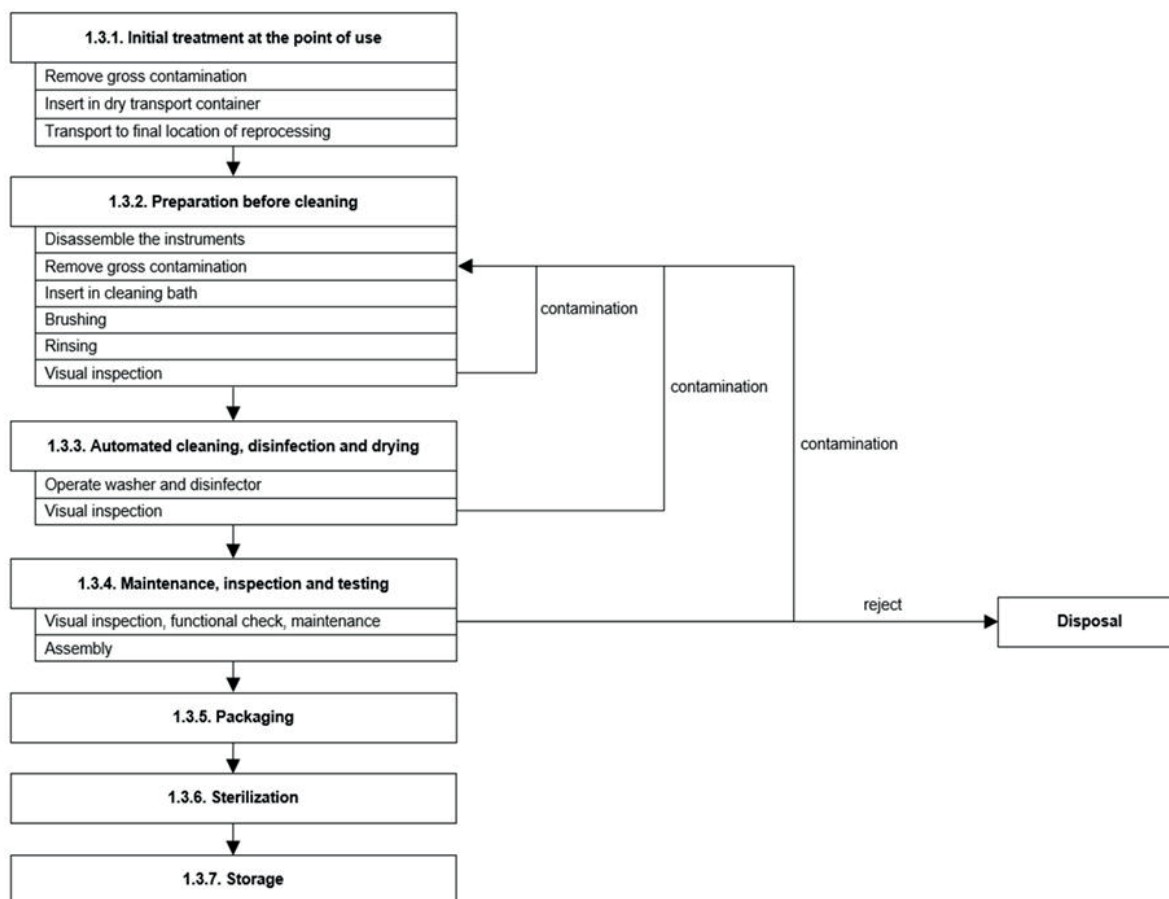 1.3.1. Initial treatment at the point of use
Remove gross contamination
Insert in dry transport container
Transport to final location of reprocessing
1.3.2. Preparation before cleaning
Disassemble the instruments
Remove gross contamination
Insert in cleaning bath
Brushing
Rinsing
Visual inspection
contamination
contamination
contamination
1.3.3. Automated cleaning, disinfection and drying
Operate washer and disinfector
Visual inspection
1.3.4. Maintenance, inspection and testing
Visual inspection, functional check, maintenance
Assembly
reject
Disposal
1.3.5. Packaging
1.3.6. Sterilization
1.3.7. Storage